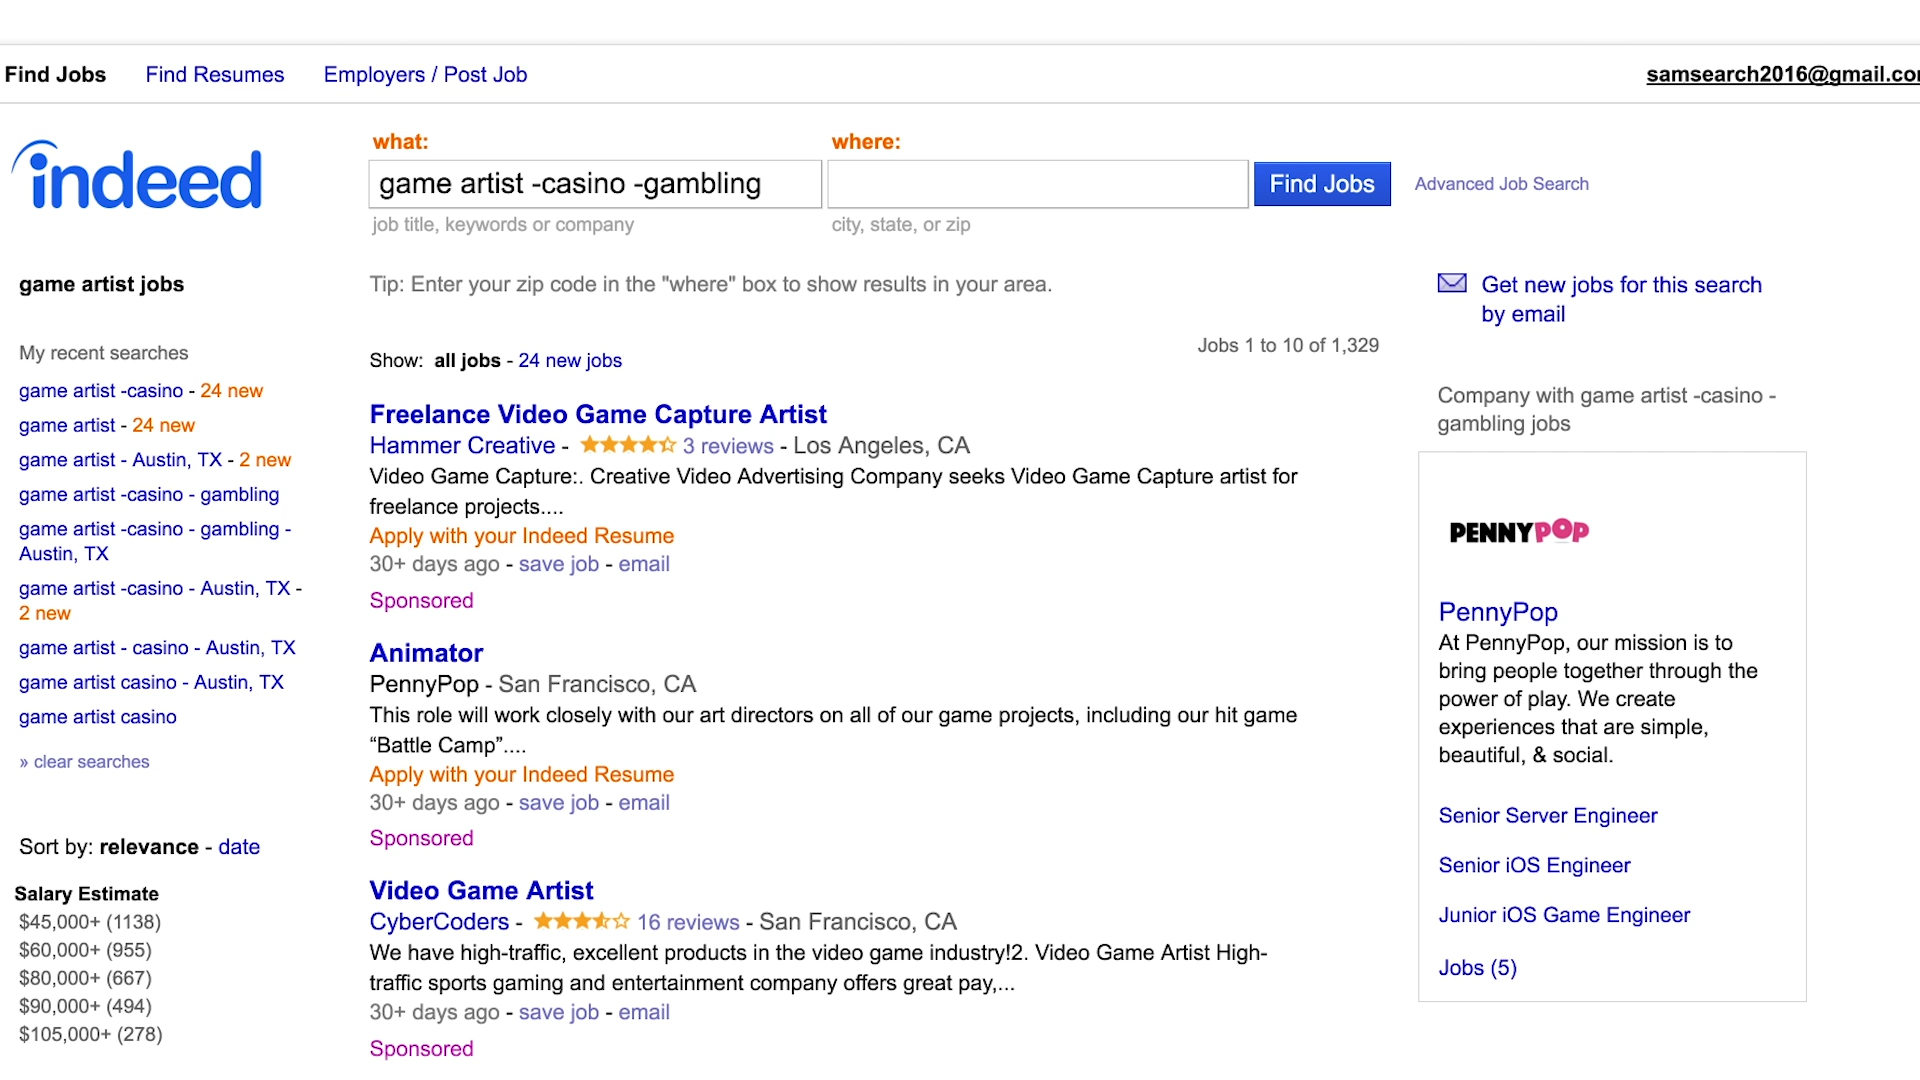 Find Jobs Find Resumes Employers / Post Job samsearch2016@gmail.co
indeed
what: where:
game artist -casino -gambling Find Jobs Advanced Job Search
job title, keywords or company city, state, or zip
game artist jobs
Tip: Enter your zip code in the "where" box to show results in your area.
My recent searches
game artist -casino - 24 new
game artist - 24 new
game artist - Austin, TX - 2 new
game artist -casino - gambling
game artist -casino - gambling -
Austin, TX
game artist -casino - Austin, TX -
2 new
game artist - casino - Austin, TX
game artist casino - Austin, TX
game artist casino
» clear searches
Sort by: relevance - date
Salary Estimate
$45,000+ (1138)
$60,000+ (955)
$80,000+ (667)
$90,000+ (494)
$105,000+ (278)
Jobs 1 to 10 of 1,329
Show: all jobs - 24 new jobs
Freelance Video Game Capture Artist
Hammer Creative - 3 reviews - Los Angeles, CA
Video Game Capture:. Creative Video Advertising Company seeks Video Game Capture artist for
freelance projects....
Apply with your Indeed Resume
30+ days ago - save job - email
Sponsored
Animator
PennyPop - San Francisco, CA
This role will work closely with our art directors on all of our game projects, including our hit game
“Battle Camp”....
Apply with your Indeed Resume
30+ days ago - save job - email
Sponsored
Video Game Artist
CyberCoders - 16 reviews - San Francisco, CA
We have high-traffic, excellent products in the video game industry!2. Video Game Artist High-
traffic sports gaming and entertainment company offers great pay,...
30+ days ago - save job - email
Sponsored
Get new jobs for this search
by email
Company with game artist -casino -
gambling jobs
PENNYPOP
PennyPop
At PennyPop, our mission is to
bring people together through the
power of play. We create
experiences that are simple,
beautiful, & social.
Senior Server Engineer
Senior iOS Engineer
Junior iOS Game Engineer
Jobs (5)